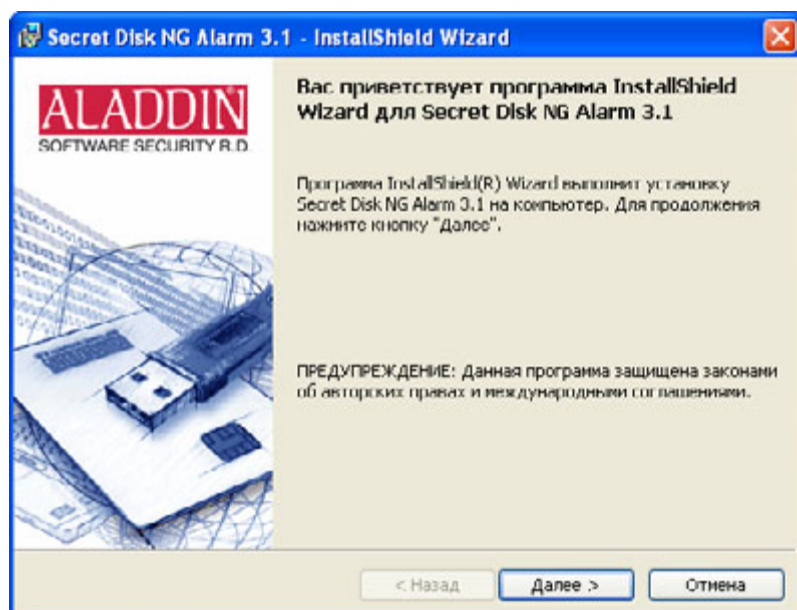 Secret Disk NG Alarm 3.1 - InstallShield Wizard
ALADDIN
SOFTWARE SECURITY R.D.
Вас приветствует программа InstallShield
Wizard для Secret Disk NG Alarm 3.1
Программа InstallShield(R) Wizard выполнит установку
Secret Disk NG Alarm 3.1 на компьютер. Для продолжения
нажмите кнопку "Далее".
ПРЕДУПРЕЖДЕНИЕ: Данная программа защищена законами
об авторских правах и международными соглашениями.
< Назад
Далее >
Отмена